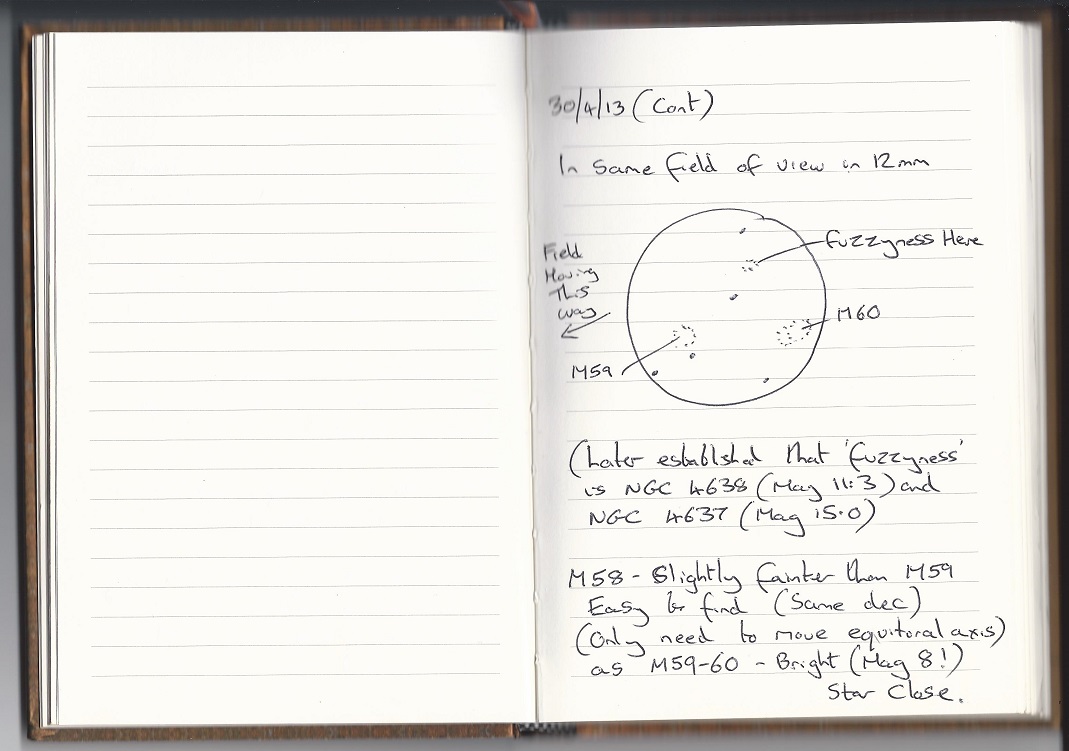 30/4/13 (Cont)
In Same field of view in 12mm
Fuzzyness Here
Field
Moving
This
way
M60
M59
(Later established that 'fuzzyness'
is NGC 4638 (Mag 11.3) and
NGC 4637 (Mag 15.0)
M58 - Slightly fainter than M59
Easy to find (Same dec)
(Only need to move equitoral axis)
as M59-60 - Bright (Mag 8!)
Star Close.